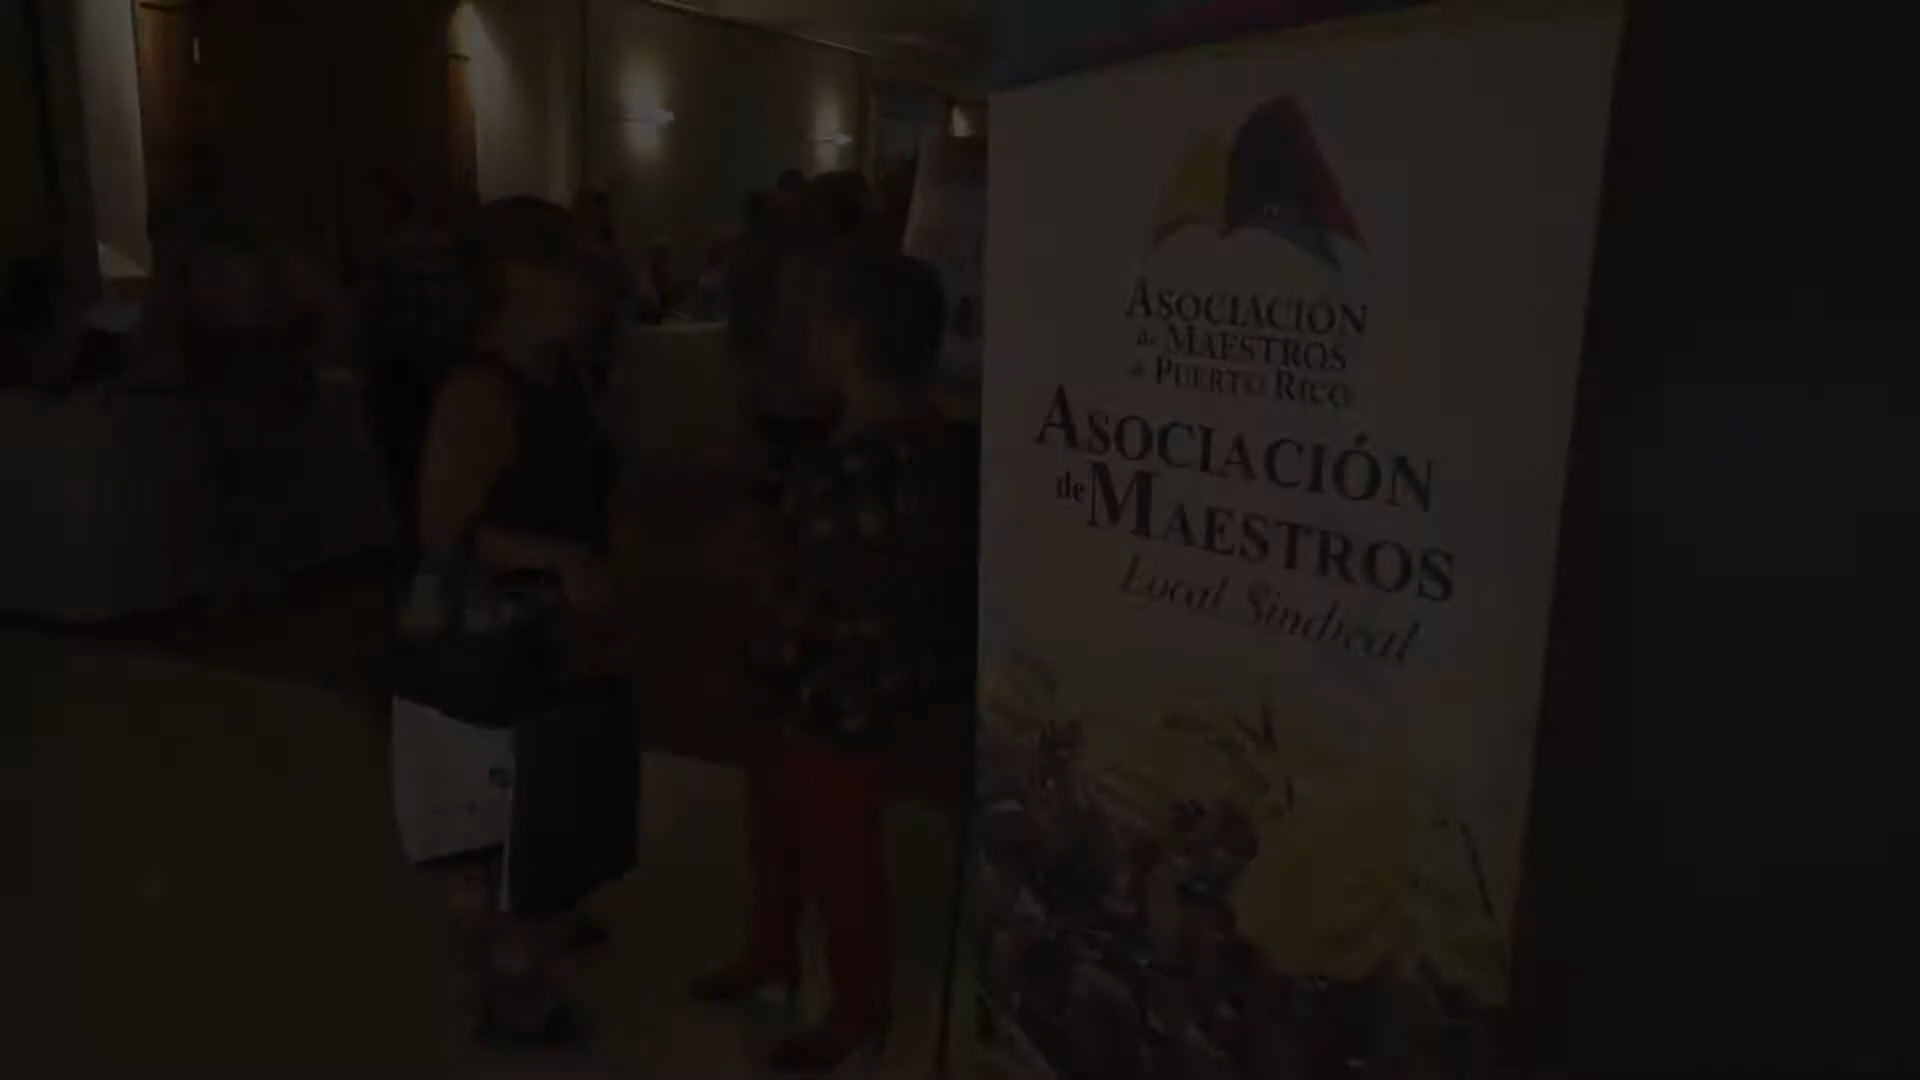 ASOCIACIÓN
de MAESTROS
de PUERTO RICO
ASOCIACIÓN
de MAESTROS
Local Sindical